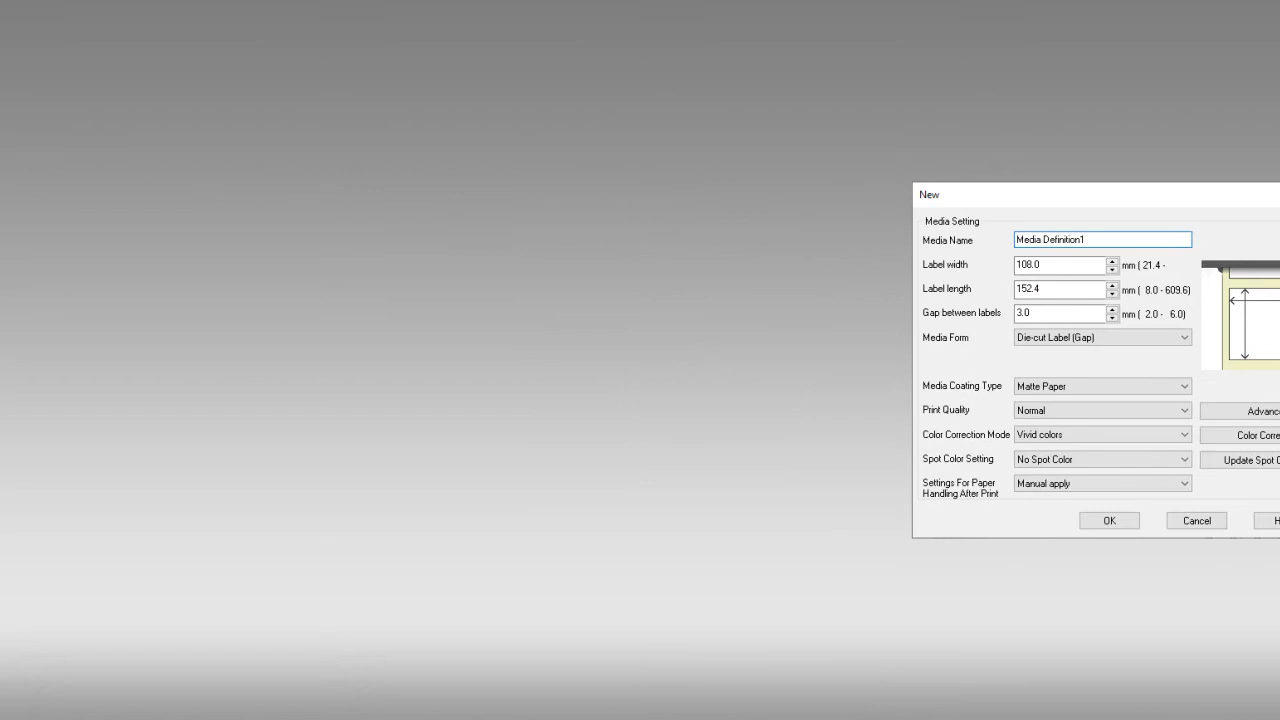 New
Media Setting
Media Name Media Definition1
Label width 108.0 mm ( 21.4 -
Label length 152.4 mm ( 8.0 - 609.6)
Gap between labels 3.0 mm ( 2.0 - 6.0)
Media Form Die-cut Label (Gap)
Media Coating Type Matte Paper
Print Quality Normal Advanc
Color Correction Mode Vivid colors Color Corre
Spot Color Setting No Spot Color Update Spot C
Settings For Paper Handling After Print Manual apply
OK Cancel H